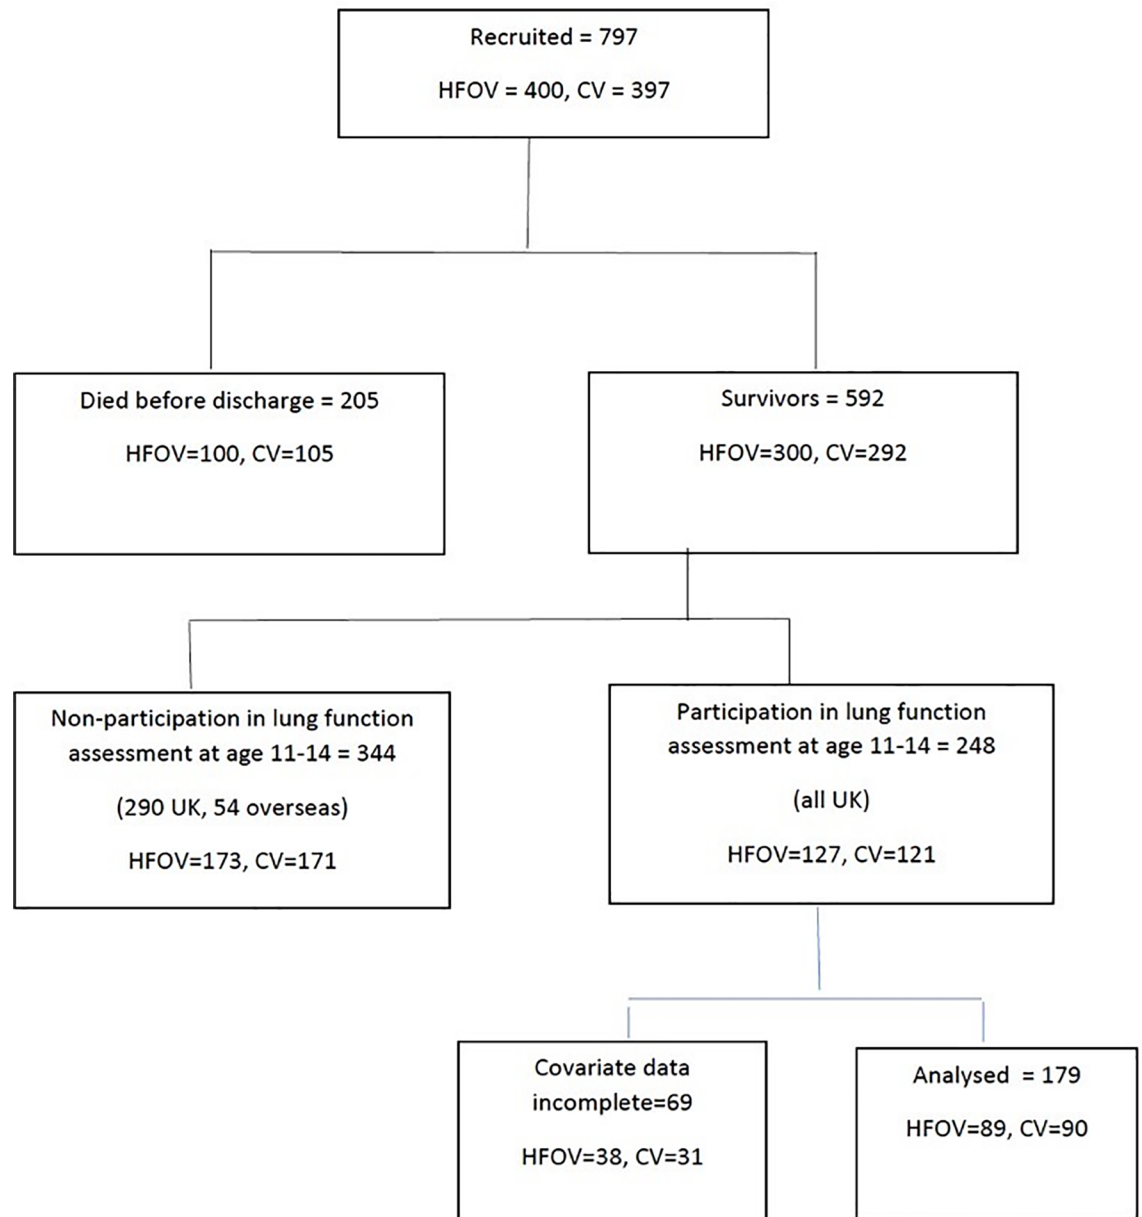 Recruited = 797
HFOV = 400, CV = 397
Died before discharge = 205
HFOV=100, CV=105
Survivors = 592
HFOV=300, CV=292
Non-participation in lung function
assessment at age 11-14 = 344
(290 UK, 54 overseas)
HFOV=173, CV=171
Participation in lung function
assessment at age 11-14 = 248
(all UK)
HFOV=127, CV=121
Covariate data
incomplete=69
HFOV=38, CV=31
Analysed = 179
HFOV=89, CV=90